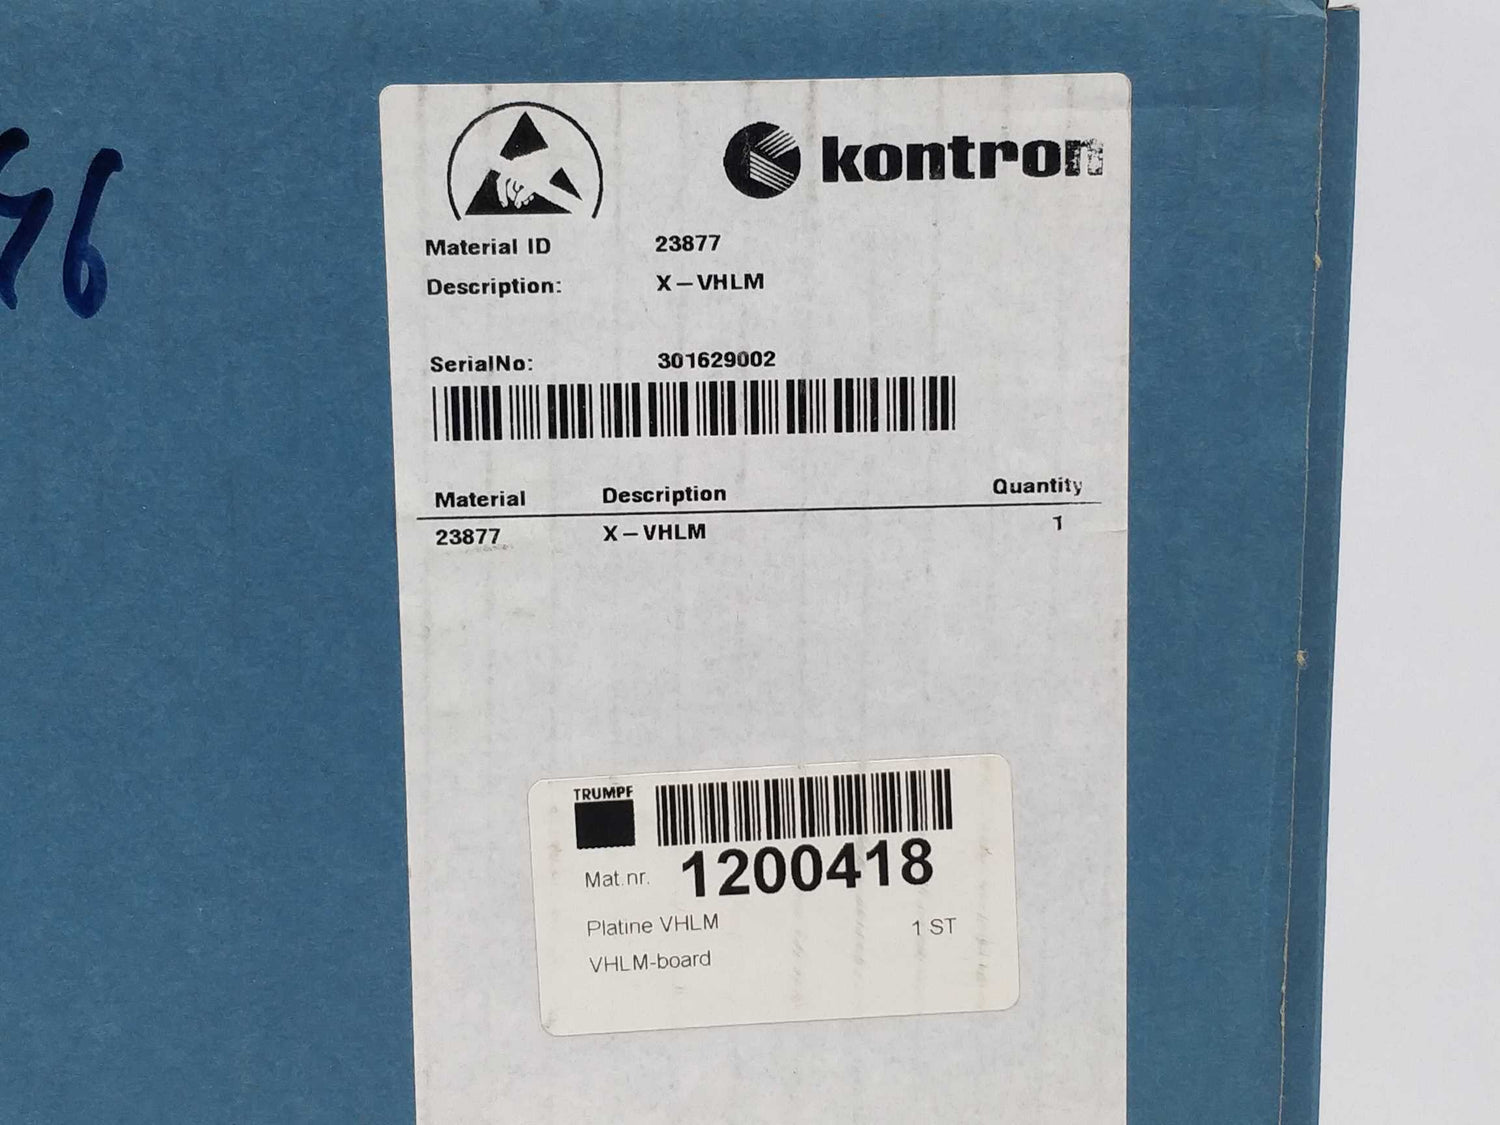 kontron
Material ID 23877
Description: X-VHLM
SerialNo: 301629002
Material Description Quantity
23877 X-VHLM 1
TRUMPF
Mat.nr. 1200418
Platine VHLM 1 ST
VHLM-board